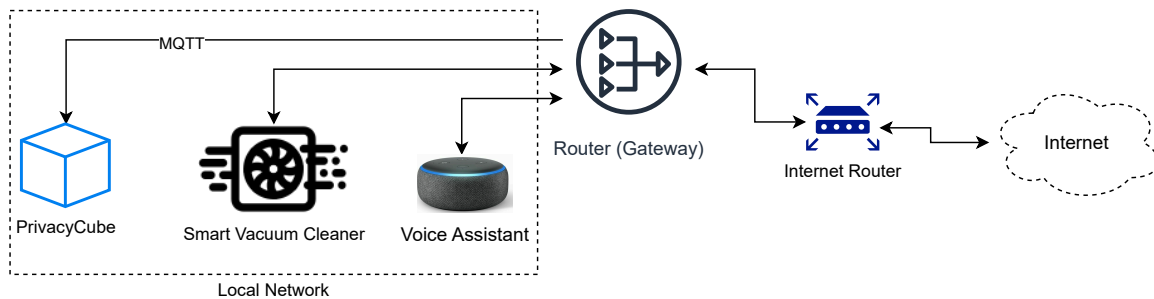 MQTT
Router (Gateway)
Internet Router
Internet
PrivacyCube
Smart Vacuum Cleaner
Voice Assistant
Local Network